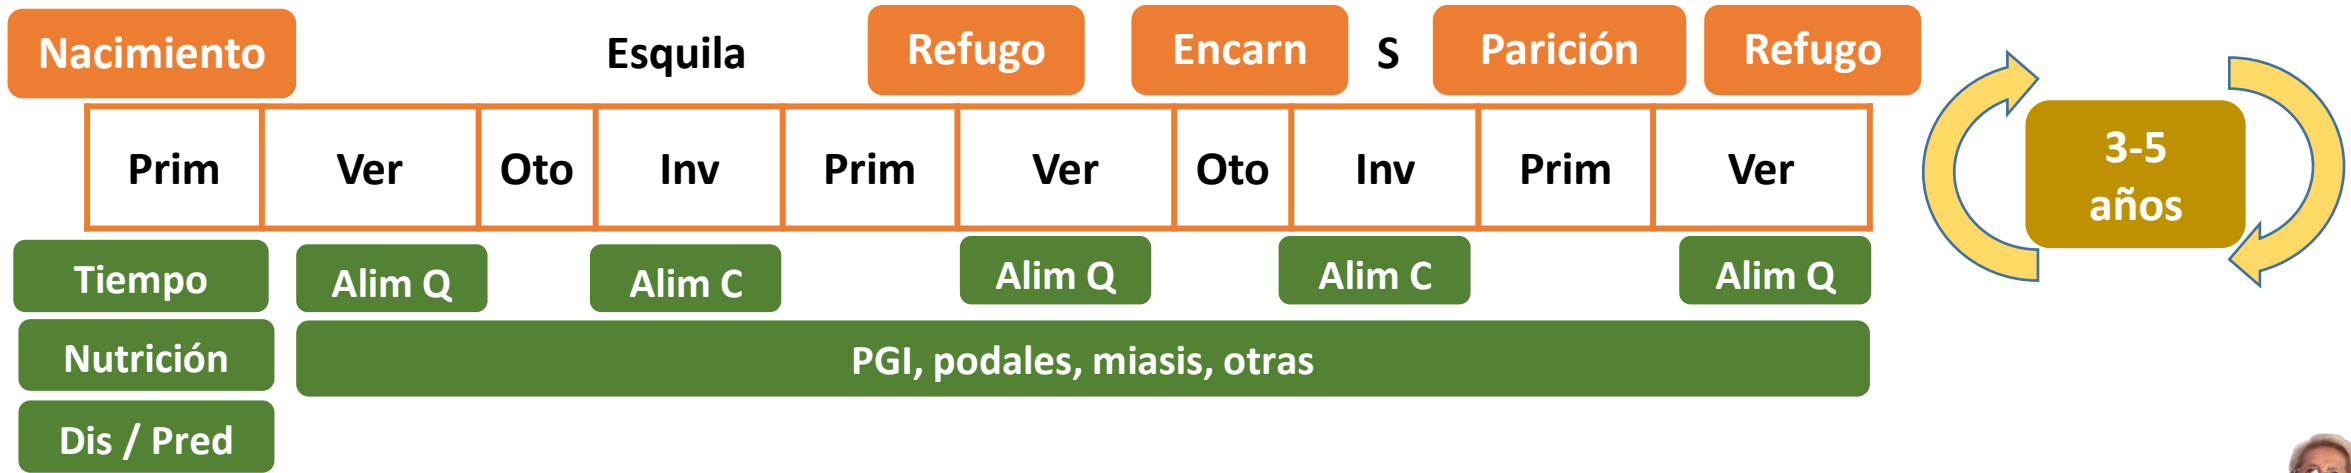 Nacimiento Esquila Refugo Encarn S Parición Refugo
Prim Ver Oto Inv Prim Ver Oto Inv Prim Ver
3-5
años
Tiempo Alim Q Alim C Alim Q Alim C Alim Q
Nutrición PGI, podales, miasis, otras
Dis / Pred